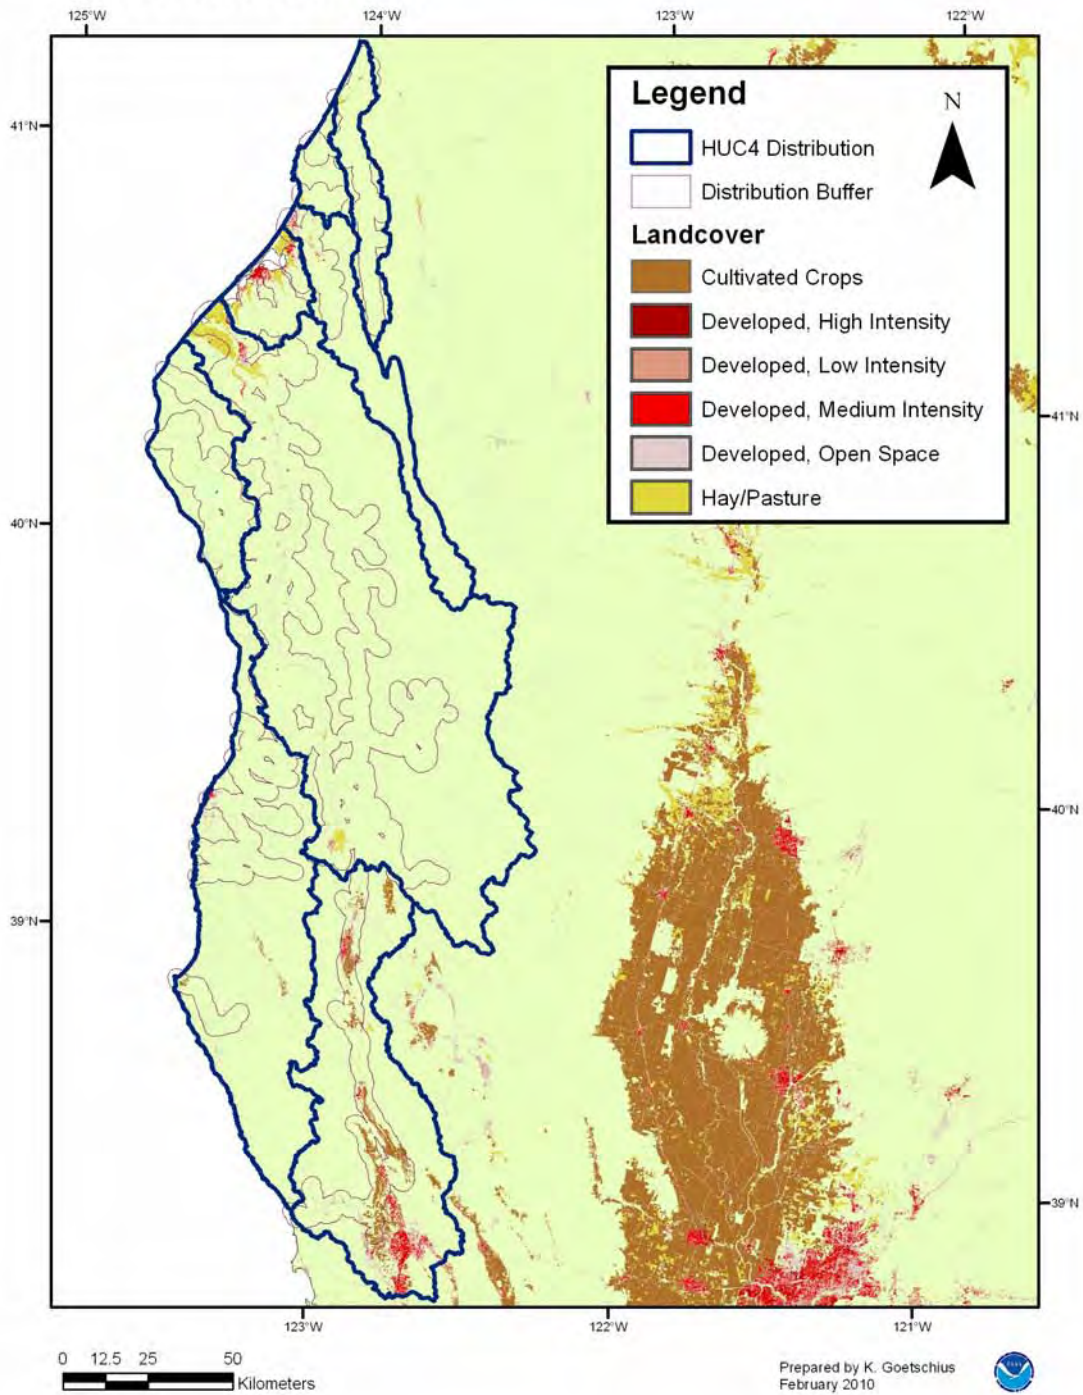 125°W 124°W 123°W 122°W
Legend
N
HUC4 Distribution
Distribution Buffer
Landcover
Cultivated Crops
Developed, High Intensity
Developed, Low Intensity
Developed, Medium Intensity
Developed, Open Space
Hay/Pasture
41°N
41°N
40°N
40°N
39°N
39°N
123°W 122°W 121°W
0 12.5 25 50
Kilometers
Prepared by K. Goetschius
February 2010